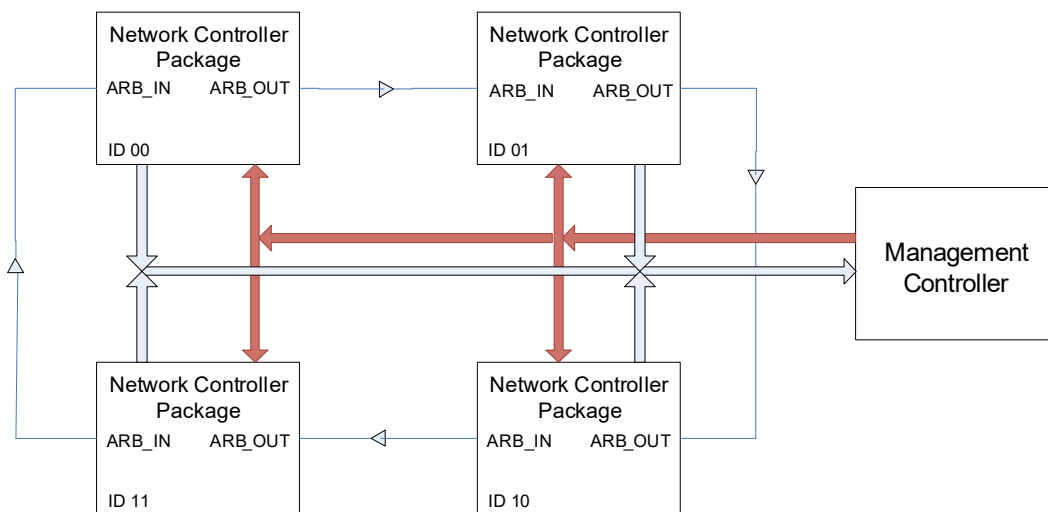 Network Controller
Package
ARB_IN ARB_OUT
ID 00
Network Controller
Package
ARB_IN ARB_OUT
ID 01
Management
Controller
Network Controller
Package
ARB_IN ARB_OUT
ID 11
Network Controller
Package
ARB_IN ARB_OUT
ID 10